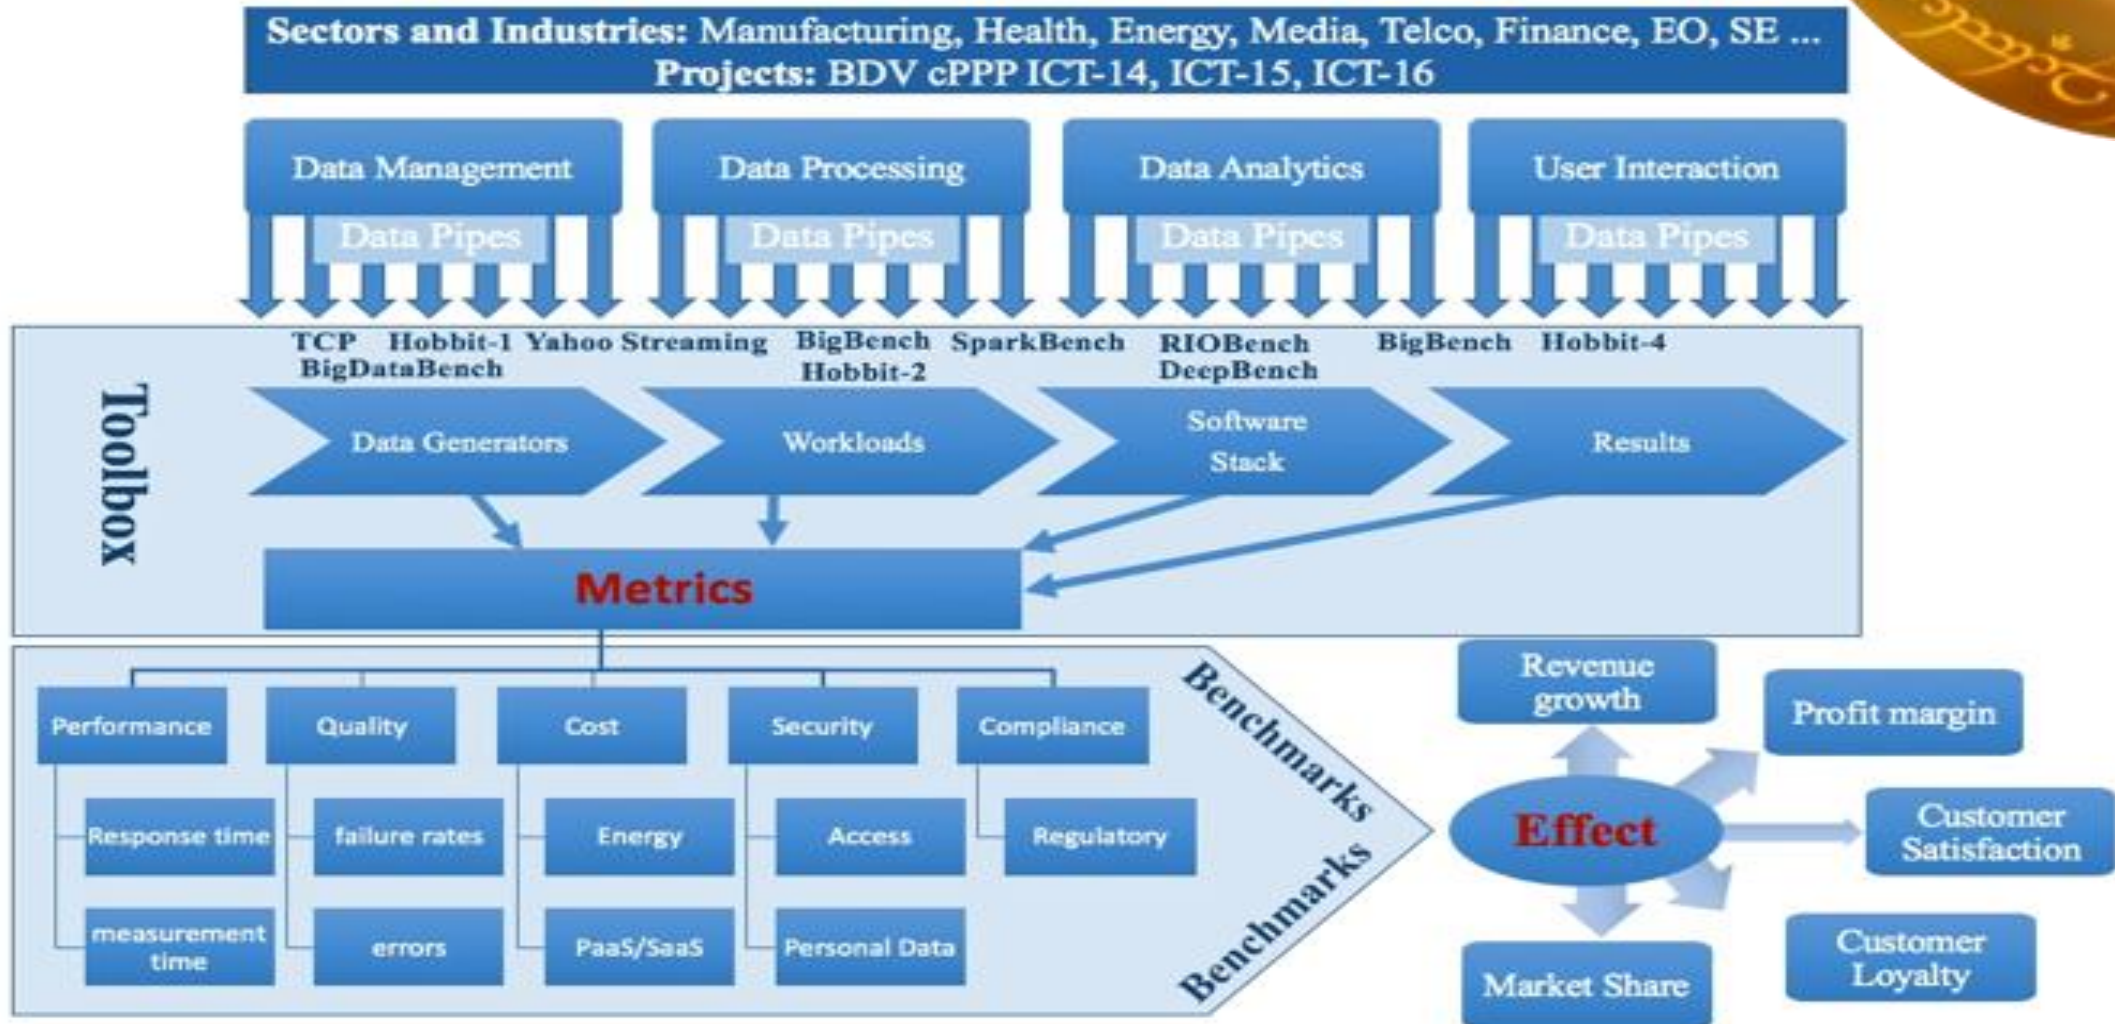 Sectors and Industries: Manufacturing, Health, Energy, Media, Telco, Finance, EO, SE ...
Projects: BDV cPPP ICT-14, ICT-15, ICT-16
Data Management
Data Processing
Data Analytics
User Interaction
Data Pipes
Data Pipes
Data Pipes
Data Pipes
TCP Hobbit-1 Yahoo Streaming BigBench SparkBench RIOBench BigBench Hobbit-4
BigDataBench Hobbit-2 DeepBench
Toolbox
Data Generators
Workloads
Software
Stack
Results
Metrics
Performance
Quality
Cost
Security
Compliance
Response time
failure rates
Energy
Access
Regulatory
measurement
time
errors
PaaS/SaaS
Personal Data
Benchmarks
Benchmarks
Effect
Revenue
growth
Profit margin
Customer
Satisfaction
Customer
Loyalty
Market Share